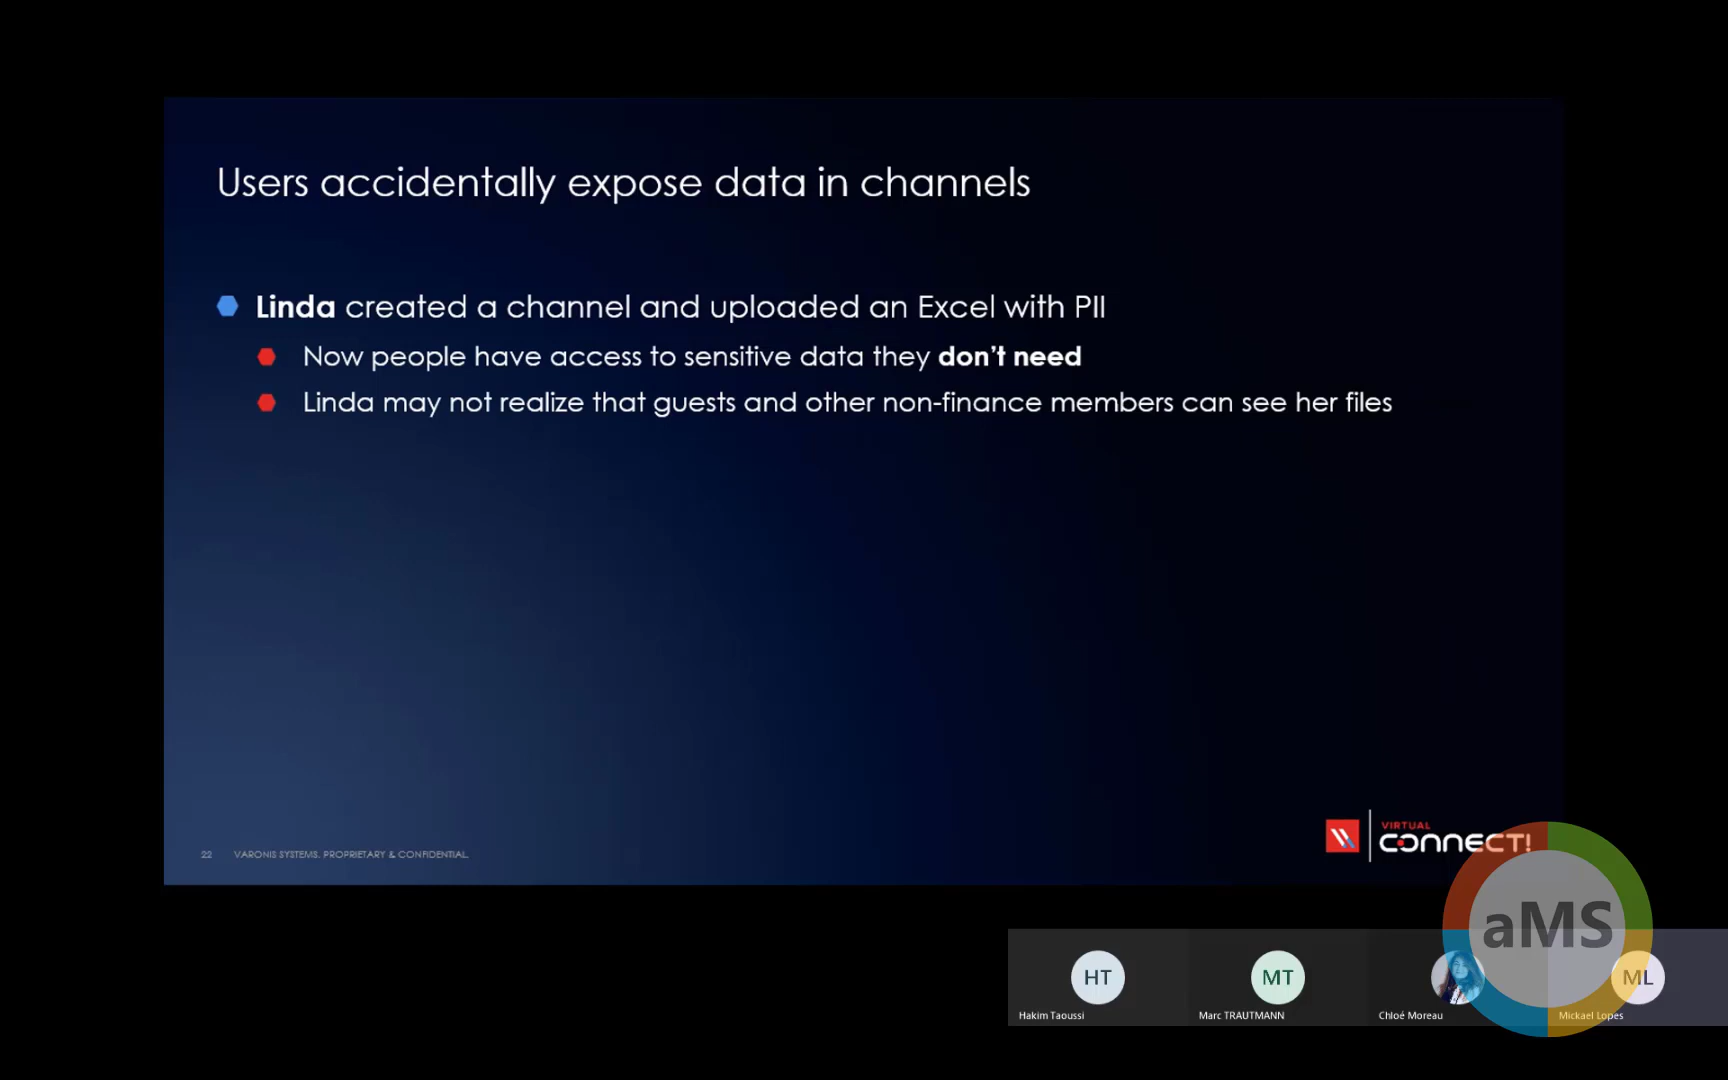 Users accidentally expose data in channels
Linda created a channel and uploaded an Excel with PII
Now people have access to sensitive data they don't need
Linda may not realize that guests and other non-finance members can see her files
22 VARONIS SYSTEMS. PROPRIETARY & CONFIDENTIAL.
VIRTUAL
CONNECT!
aMS
HT
MT
ML
Hakim Taoussi
Marc TRAUTMANN
Chloé Moreau
Mickael Lopes